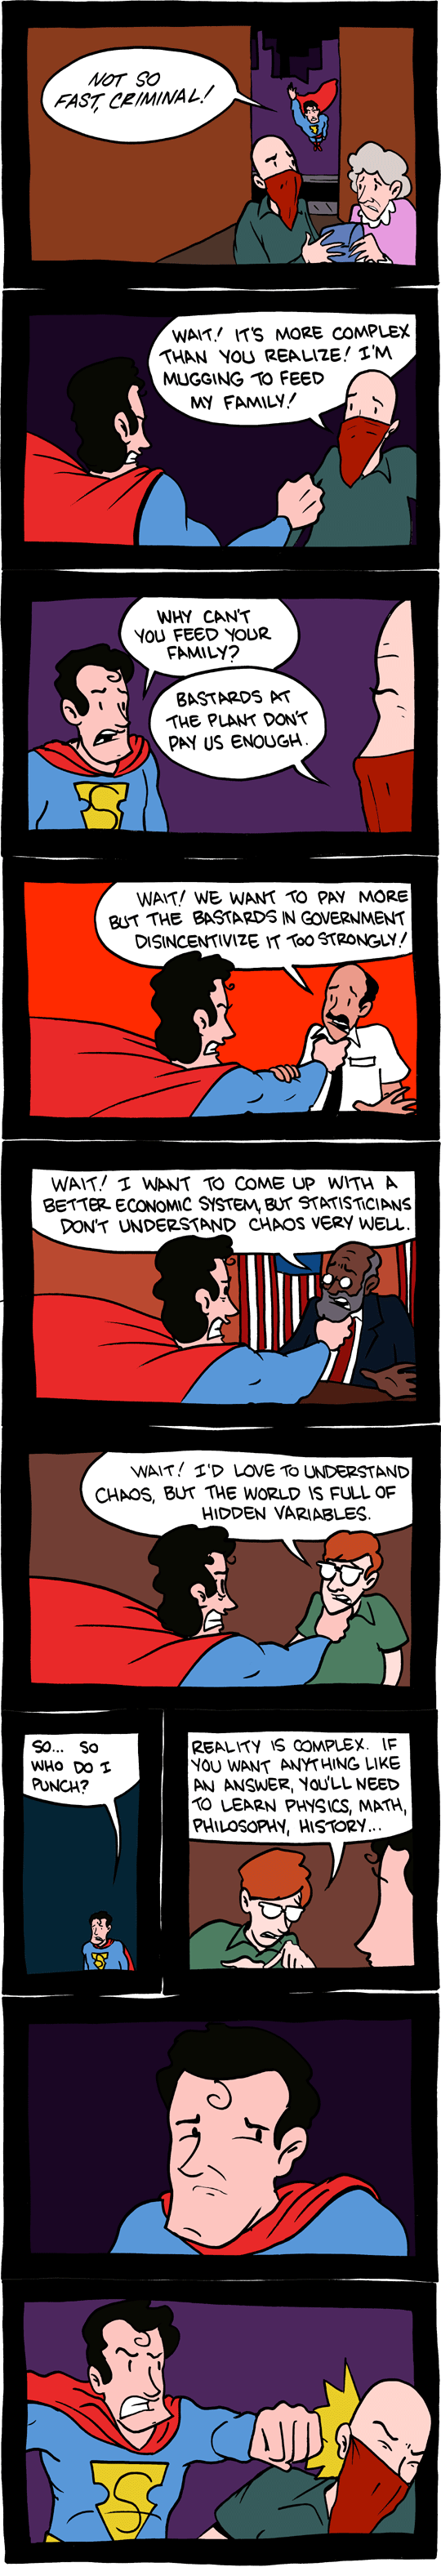 NOT SO
FAST, CRIMINAL!
WAIT! IT'S MORE COMPLEX
THAN YOU REALIZE! I'M
MUGGING TO FEED
MY FAMILY!
WHY CAN'T
YOU FEED YOUR
FAMILY?
BASTARDS AT
THE PLANT DON'T
PAY US ENOUGH.
S
WAIT! WE WANT TO PAY MORE
BUT THE BASTARDS IN GOVERNMENT
DISINCENTIVIZE IT TOO STRONGLY!
WAIT! I WANT TO COME UP WITH A
BETTER ECONOMIC SYSTEM, BUT STATISTICIANS
DON'T UNDERSTAND CHAOS VERY WELL.
WAIT! I'D LOVE TO UNDERSTAND
CHAOS, BUT THE WORLD IS FULL OF
HIDDEN VARIABLES.
SO... SO
WHO DO I
PUNCH?
S
REALITY IS COMPLEX. IF
YOU WANT ANYTHING LIKE
AN ANSWER, YOU'LL NEED
TO LEARN PHYSICS, MATH,
PHILOSOPHY, HISTORY...
S